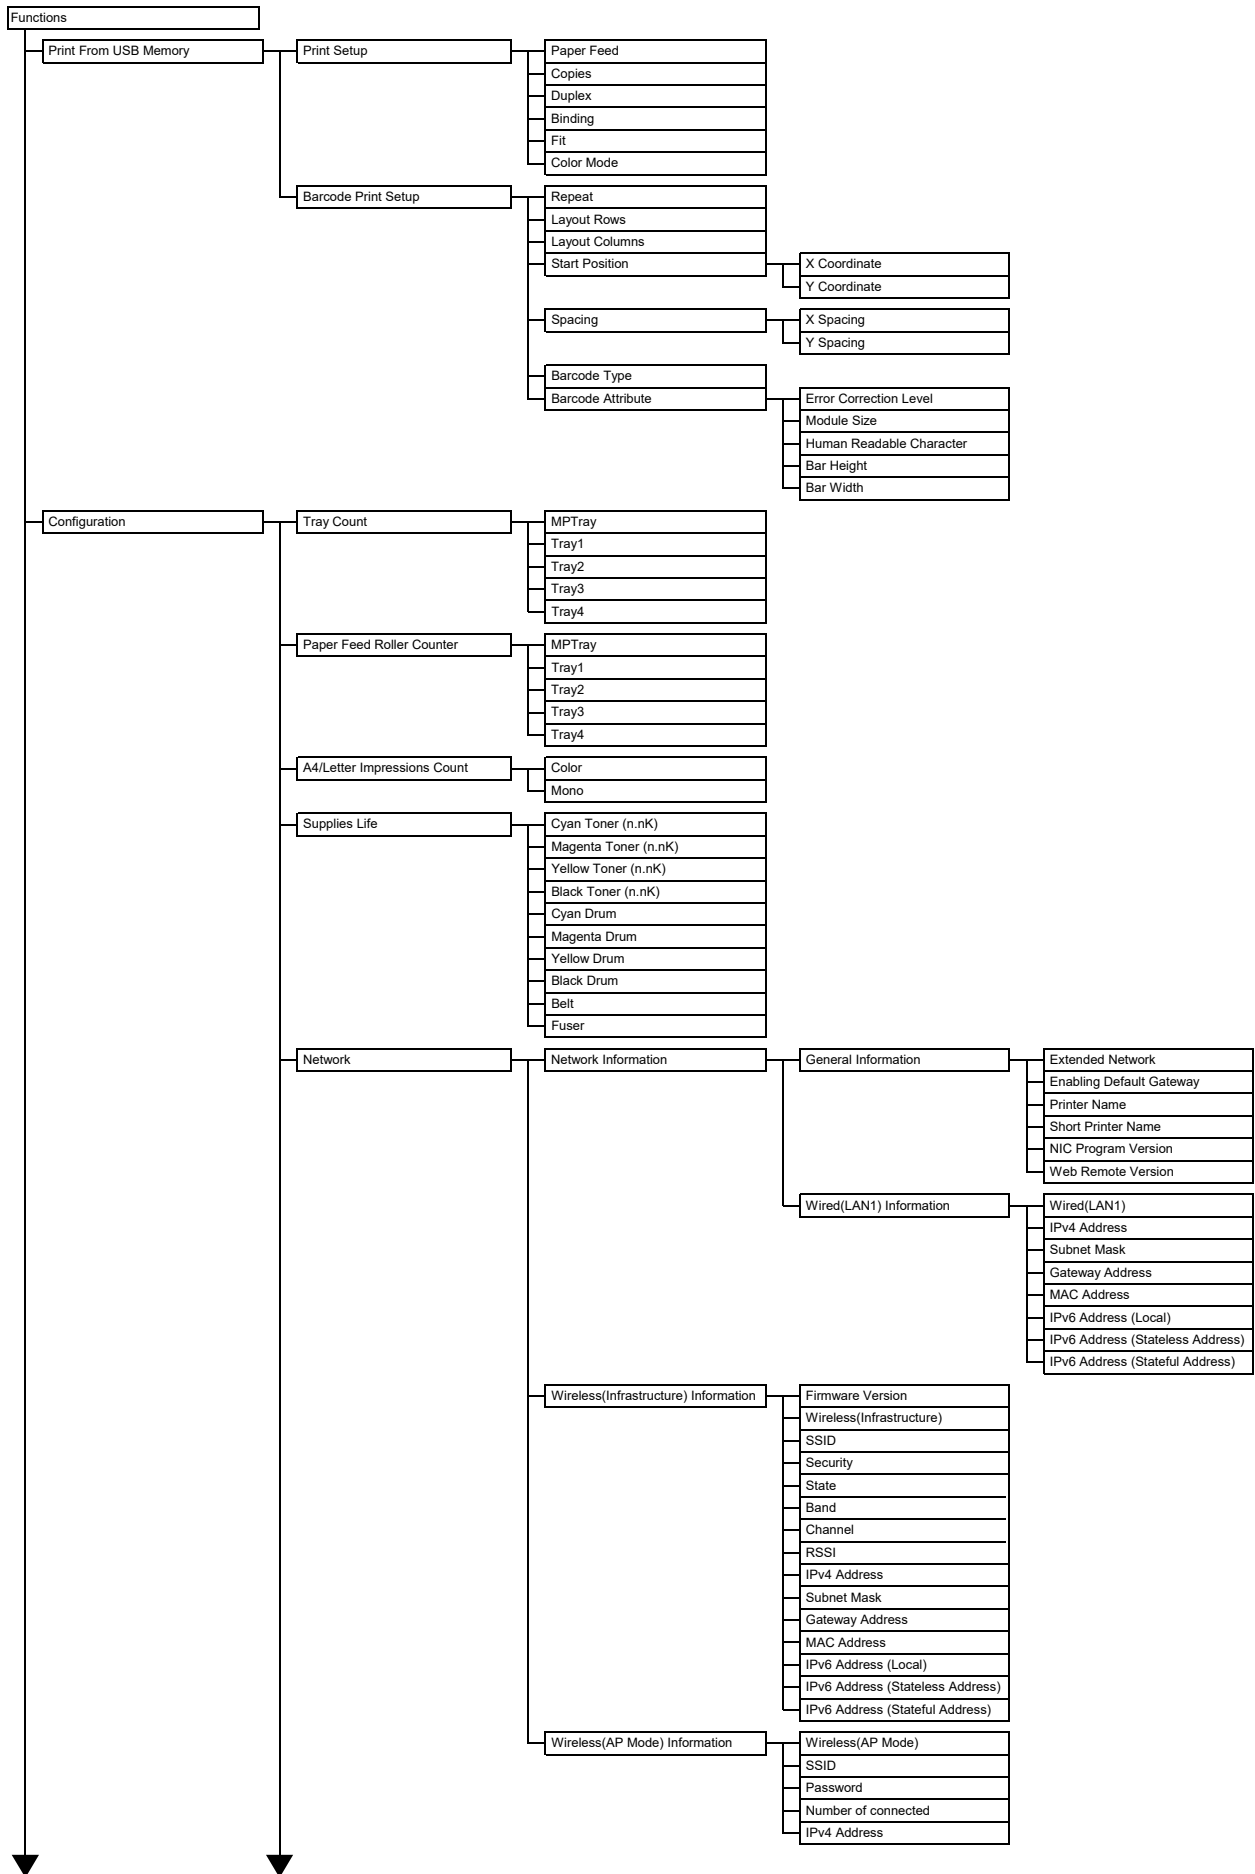 Functions
Print From USB Memory
Print Setup
Paper Feed
Copies
Duplex
Binding
Fit
Color Mode
Barcode Print Setup
Repeat
Layout Rows
Layout Columns
Start Position
X Coordinate
Y Coordinate
Spacing
X Spacing
Y Spacing
Barcode Type
Barcode Attribute
Error Correction Level
Module Size
Human Readable Character
Bar Height
Bar Width
Configuration
Tray Count
MPTray
Tray1
Tray2
Tray3
Tray4
Paper Feed Roller Counter
MPTray
Tray1
Tray2
Tray3
Tray4
A4/Letter Impressions Count
Color
Mono
Supplies Life
Cyan Toner (n.nK)
Magenta Toner (n.nK)
Yellow Toner (n.nK)
Black Toner (n.nK)
Cyan Drum
Magenta Drum
Yellow Drum
Black Drum
Belt
Fuser
Network
Network Information
General Information
Extended Network
Enabling Default Gateway
Printer Name
Short Printer Name
NIC Program Version
Web Remote Version
Wired(LAN1) Information
Wired(LAN1)
IPv4 Address
Subnet Mask
Gateway Address
MAC Address
IPv6 Address (Local)
IPv6 Address (Stateless Address)
IPv6 Address (Stateful Address)
Wireless(Infrastructure) Information
Firmware Version
Wireless(Infrastructure)
SSID
Security
State
Band
Channel
RSSI
IPv4 Address
Subnet Mask
Gateway Address
MAC Address
IPv6 Address (Local)
IPv6 Address (Stateless Address)
IPv6 Address (Stateful Address)
Wireless(AP Mode) Information
Wireless(AP Mode)
SSID
Password
Number of connected
IPv4 Address